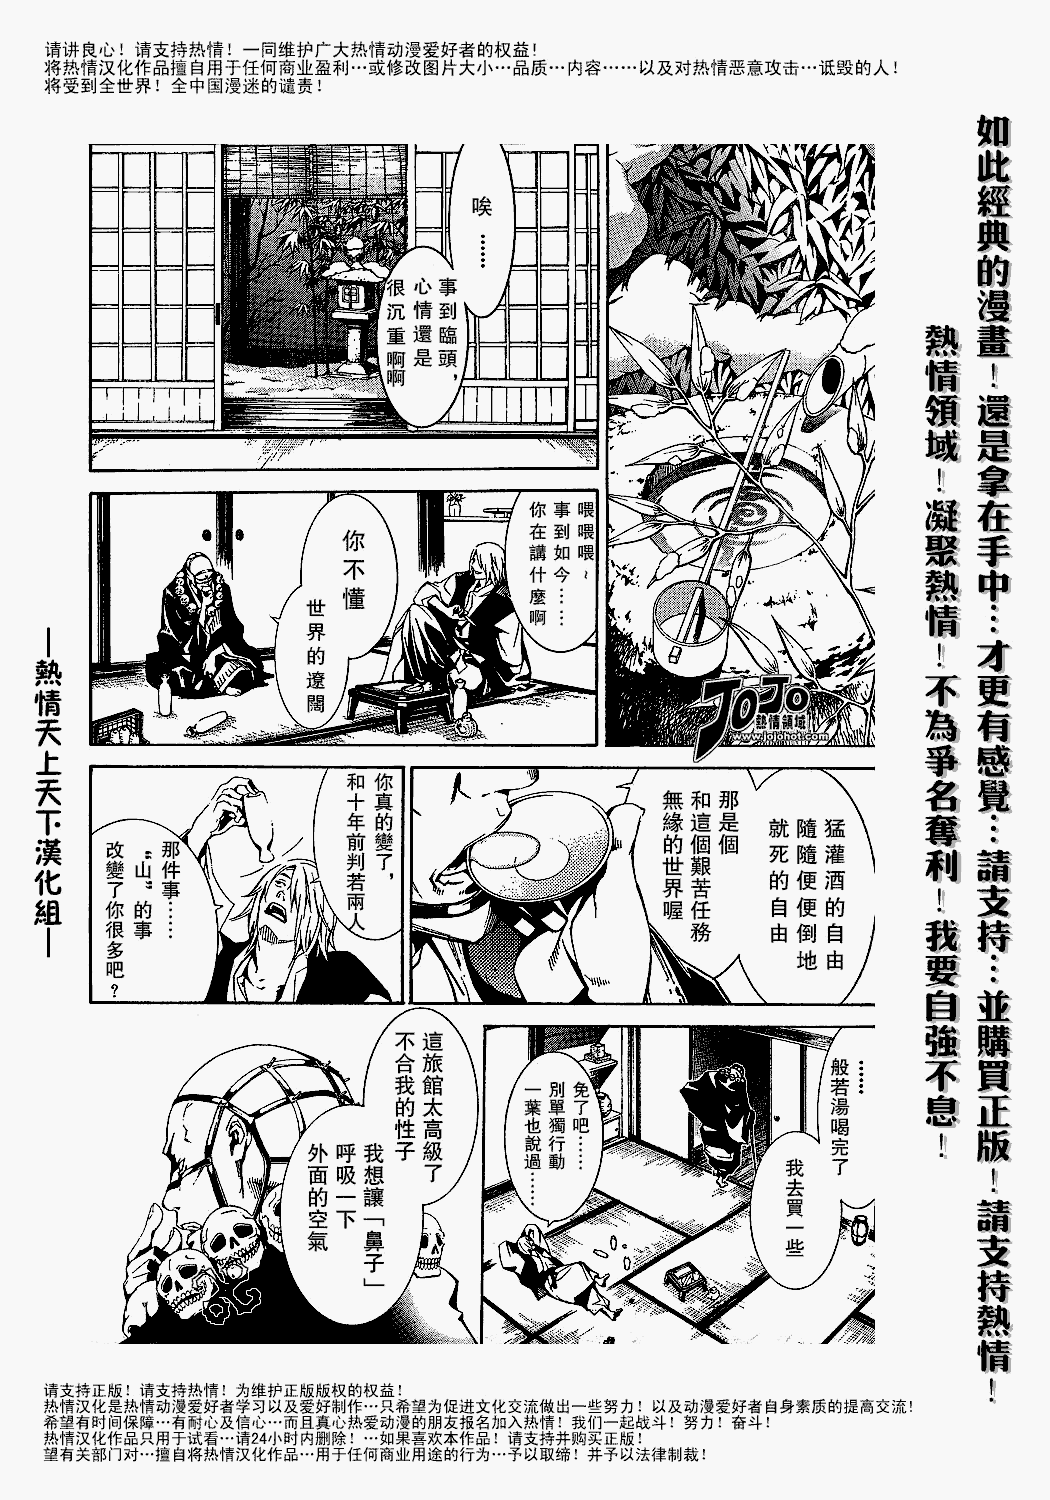 请讲良心！请支持热情！一同维护广大热情动漫爱好者的权益！
将热情汉化作品擅自用于任何商业盈利…或修改图片大小…品质…内容……以及对热情恶意攻击…诋毁的人！
将受到全世界！全中国漫迷的谴责！
如此經典的漫畫！還是拿在手中…才更有感覺…請支持…並購買正版！請支持熱情！
熱情領域！凝聚熱情！不為爭名奪利！我要自強不息！
唉……
事到臨頭，
心情還是
很沉重啊啊
喂喂喂~
事到如今……
你在講什麼啊
你不懂
世界的遼闊
JOJO
熱情領域
www.jojohot.com
猛灌酒的自由
隨隨便便倒地
就死的自由
那是個
和這個艱苦任務
無緣的世界喔
你真的變了，
和十年前判若兩人
那件事……
“山”的事
改變了你很多吧？
……
般若湯喝完了
我去買一些
免了吧……
別單獨行動
一葉也說過……
這旅館太高級了
不合我的性子
我想讓「鼻子」
呼吸一下
外面的空氣
—熱情天上天下漢化組—
请支持正版！请支持热情！为维护正版版权的权益！
热情汉化是热情动漫爱好者学习以及爱好制作…只希望为促进文化交流做出一些努力！以及动漫爱好者自身素质的提高交流！
希望有时间保障…有耐心及信心…而且真心热爱动漫的朋友报名加入热情！我们一起战斗！努力！奋斗！
热情汉化作品只用于试看…请24小时内删除！…如果喜欢本作品！请支持并购买正版！
望有关部门对…擅自将热情汉化作品…用于任何商业用途的行为…予以取缔！并予以法律制裁！